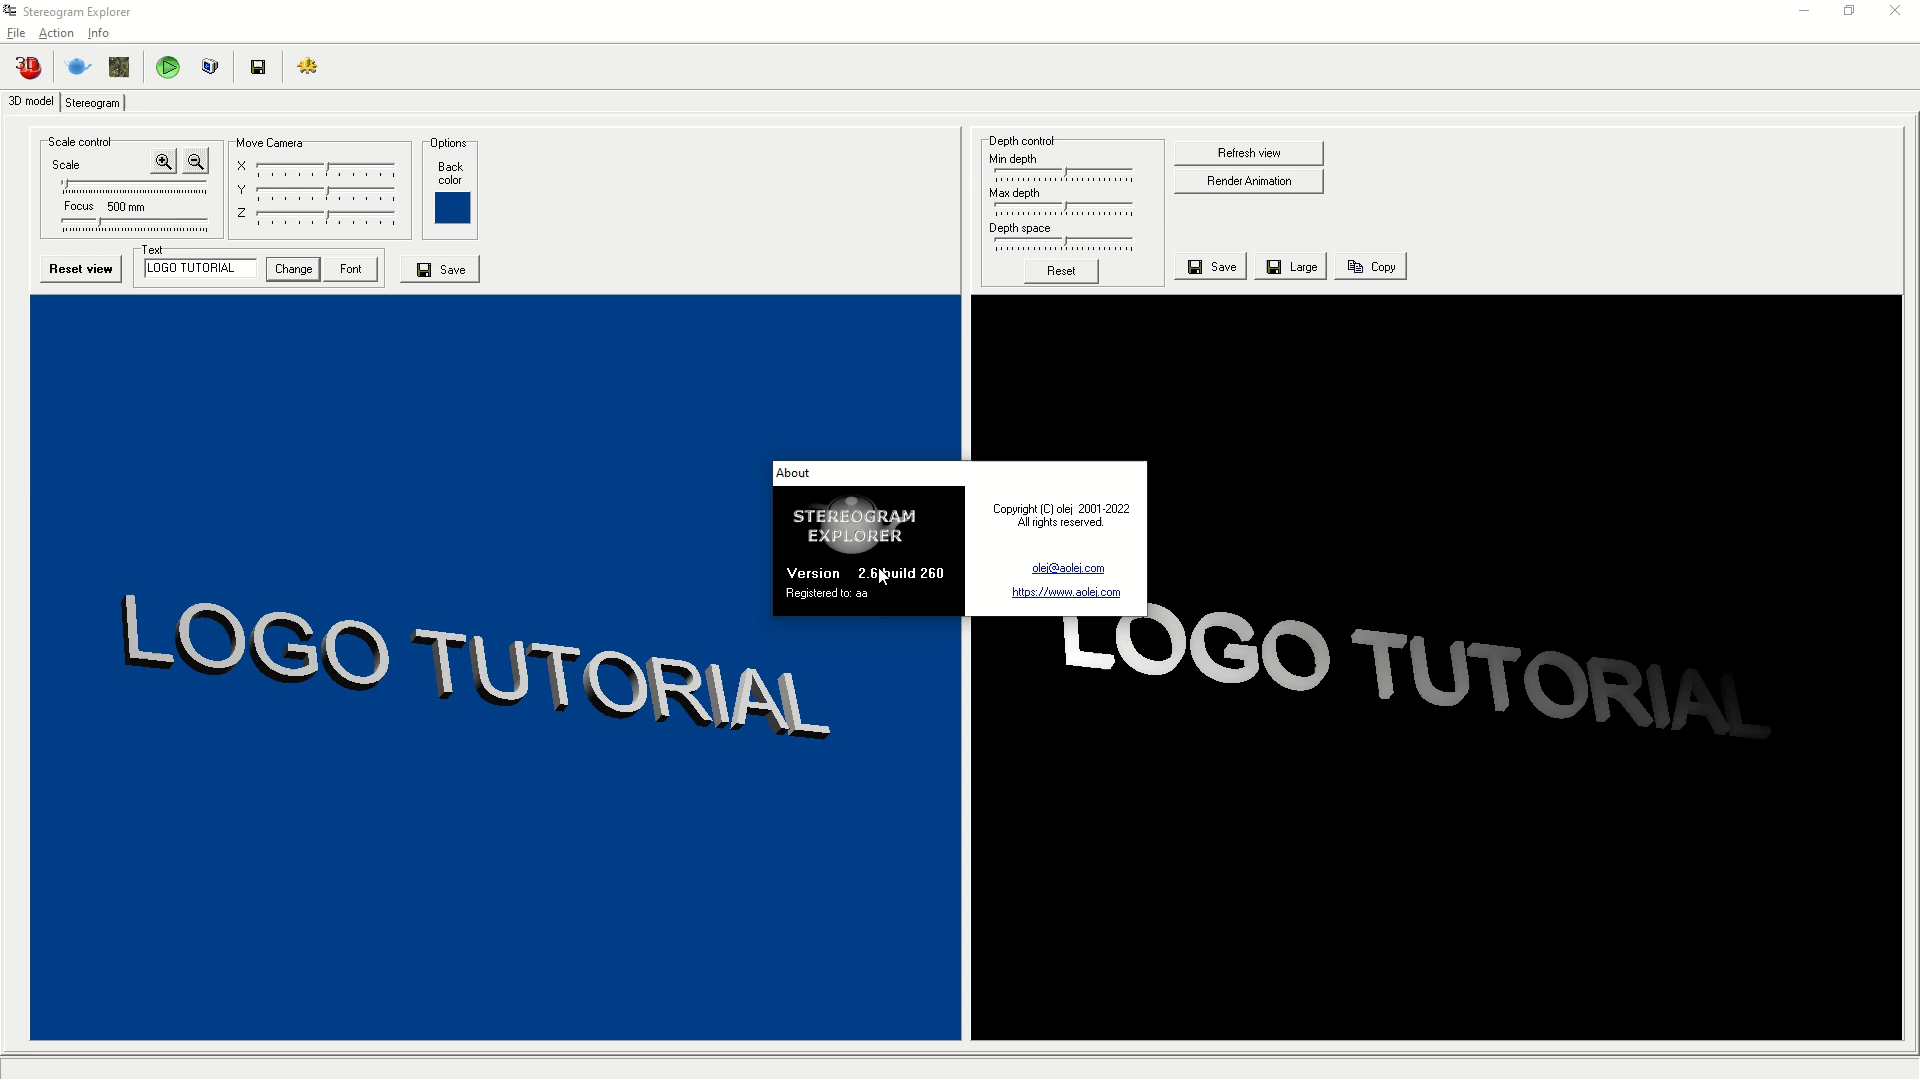 Stereogram Explorer
File Action Info
3D
3D model Stereogram
Scale control
Scale
Focus 500 mm
Move Camera
X
Y
Z
Options
Back
color
Reset view
Text
LOGO TUTORIAL
Change
Font
Save
Depth control
Min depth
Max depth
Depth space
Reset
Refresh view
Render Animation
Save
Large
Copy
About
STEREOGRAM
EXPLORER
Version 2.6 build 260
Registered to: aa
Copyright (C) olej 2001-2022
All rights reserved.
olej@aolej.com
https://www.aolej.com
LOGO TUTORIAL
LOGO TUTORIAL